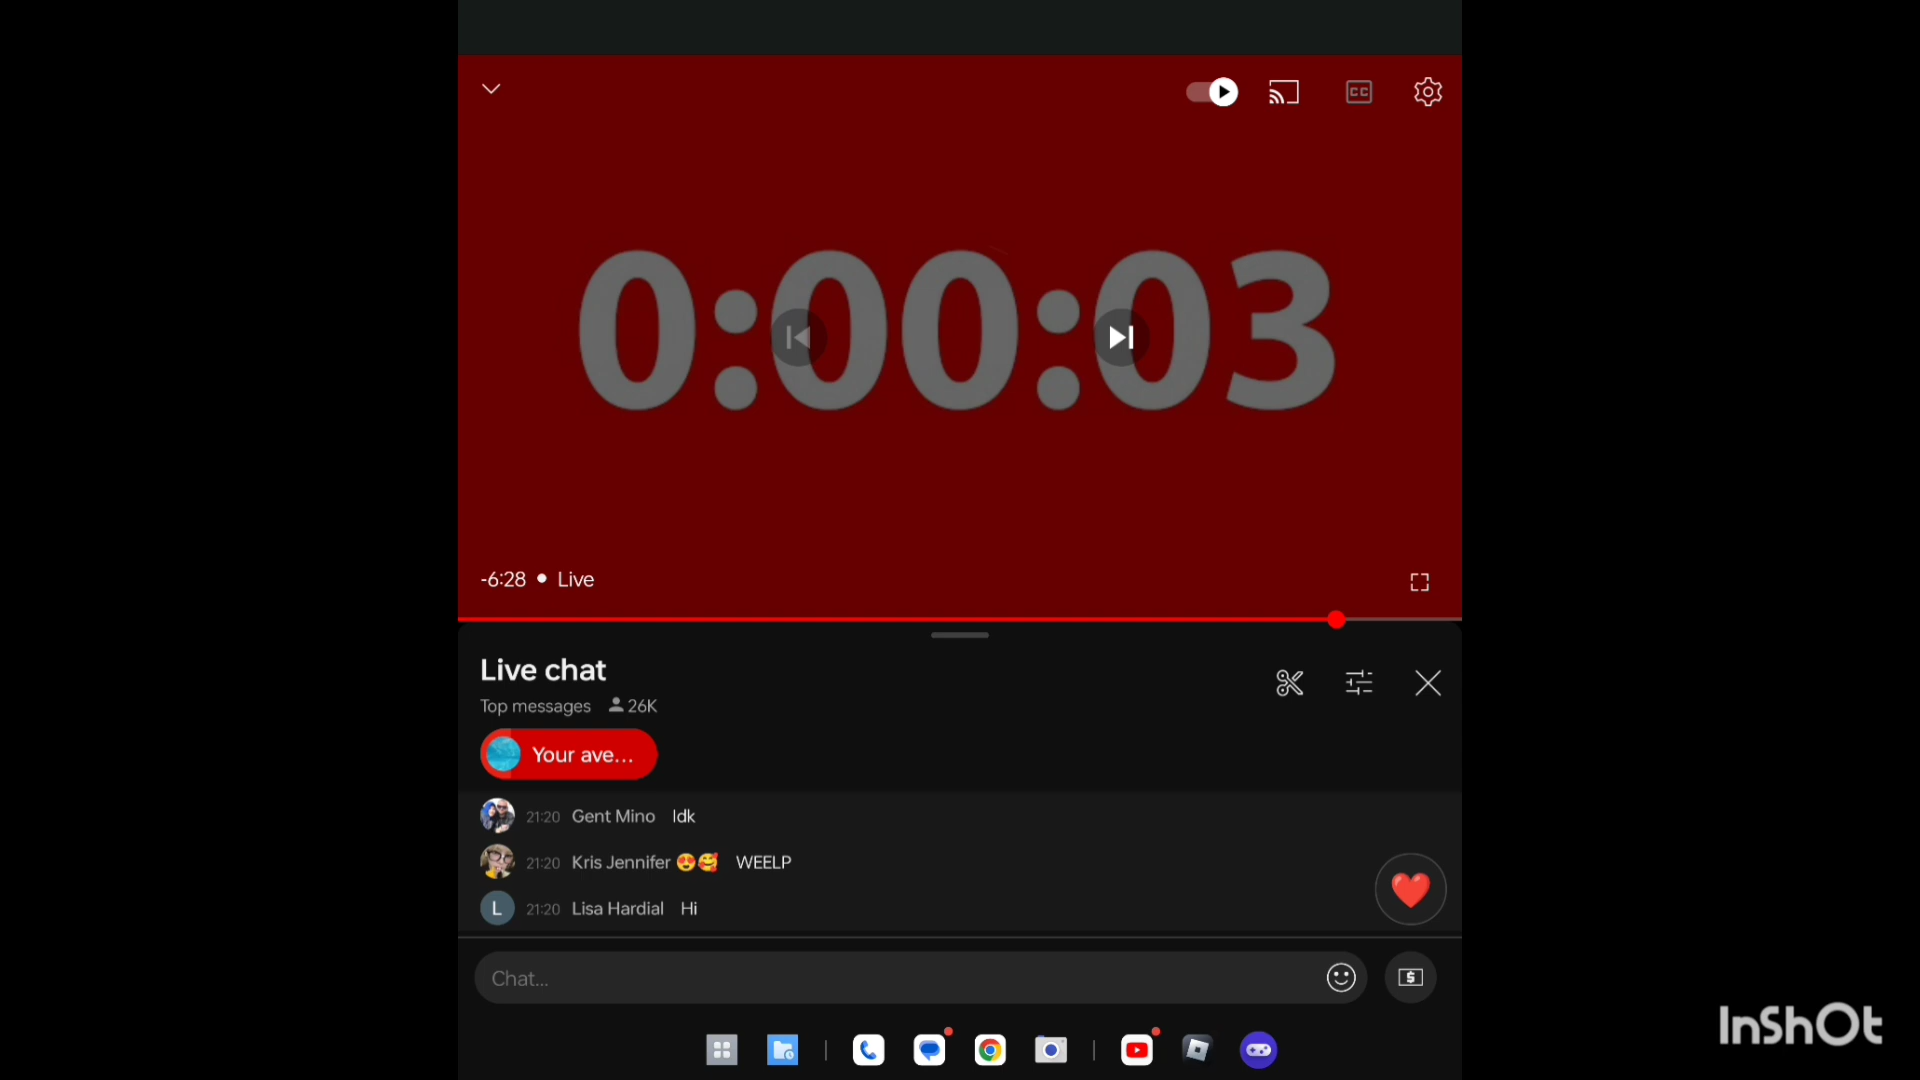 CC
0:00:03
-6:28 • Live
Live chat
Top messages 26K
Your ave...
21:20 Gent Mino Idk
21:20 Kris Jennifer 😍🥰 WEELP
L 21:20 Lisa Hardial Hi
Chat...
$
InShOt